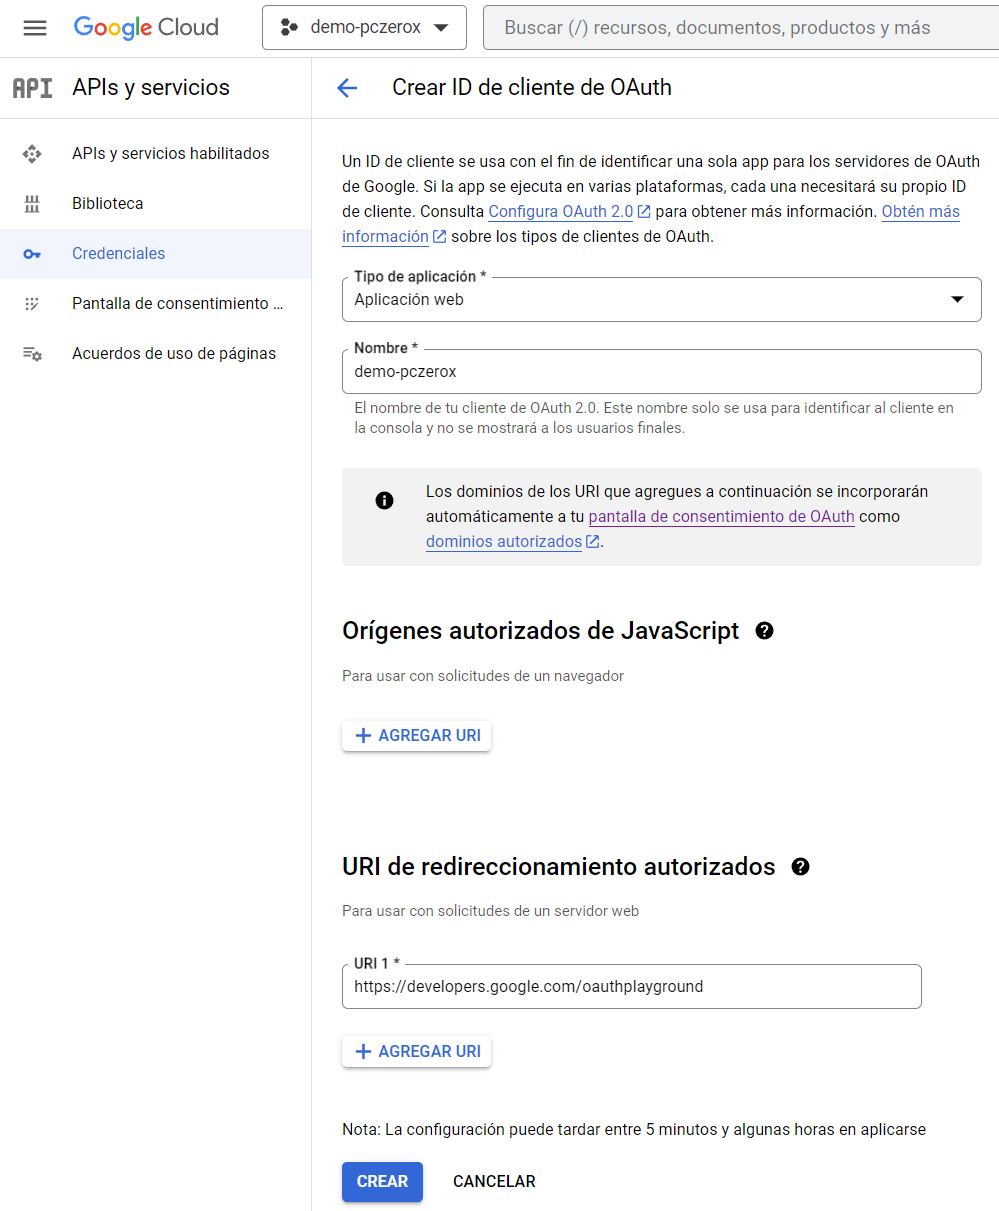 Google Cloud
demo-pczerox
Buscar (/) recursos, documentos, productos y más
API
APIs y servicios
Crear ID de cliente de OAuth
APIs y servicios habilitados
Biblioteca
Credenciales
Pantalla de consentimiento ...
Acuerdos de uso de páginas
Un ID de cliente se usa con el fin de identificar una sola app para los servidores de OAuth
de Google. Si la app se ejecuta en varias plataformas, cada una necesitará su propio ID
de cliente. Consulta Configura OAuth 2.0 para obtener más información. Obtén más
información sobre los tipos de clientes de OAuth.
Tipo de aplicación *
Aplicación web
Nombre *
demo-pczerox
El nombre de tu cliente de OAuth 2.0. Este nombre solo se usa para identificar al cliente en
la consola y no se mostrará a los usuarios finales.
Los dominios de los URI que agregues a continuación se incorporarán
automáticamente a tu pantalla de consentimiento de OAuth como
dominios autorizados.
Orígenes autorizados de JavaScript
Para usar con solicitudes de un navegador
+ AGREGAR URI
URI de redireccionamiento autorizados
Para usar con solicitudes de un servidor web
URI 1 *
https://developers.google.com/oauthplayground
+ AGREGAR URI
Nota: La configuración puede tardar entre 5 minutos y algunas horas en aplicarse
CREAR
CANCELAR